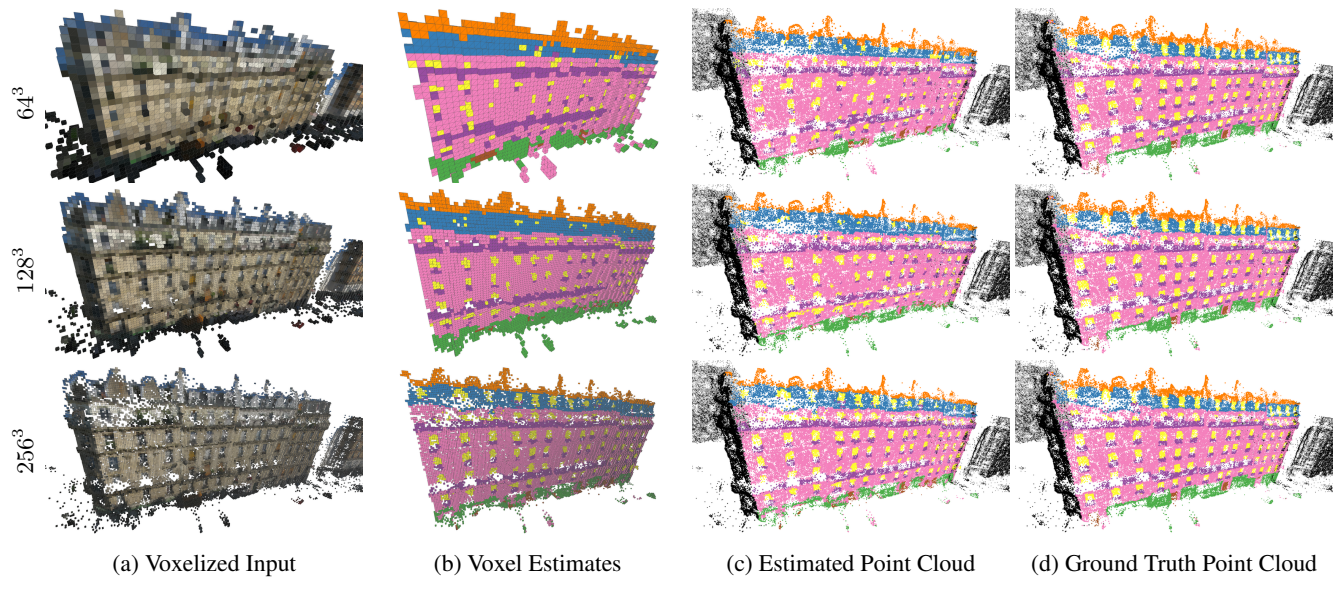 64³
128³
256³
(a) Voxelized Input
(b) Voxel Estimates
(c) Estimated Point Cloud
(d) Ground Truth Point Cloud